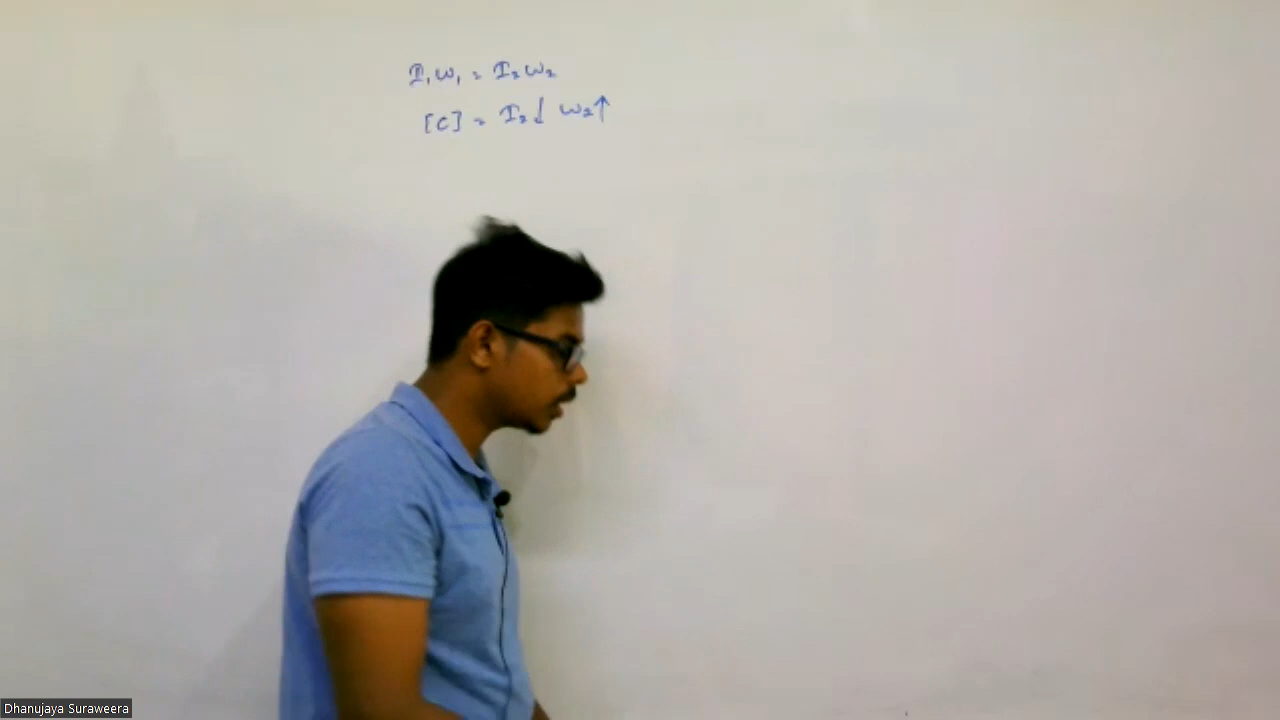 I₁ω₁ = I₂ω₂
[C] = I₂↓ ω₂↑
Dhanujaya Suraweera